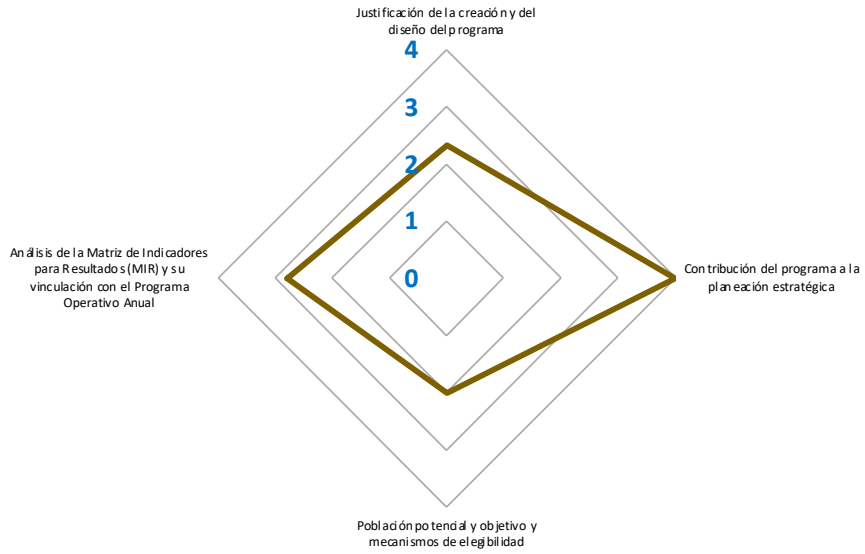 Justificación de la creación y del
diseño del programa
4
3
2
1
0
Análisis de la Matriz de Indicadores
para Resultados (MIR) y su
vinculación con el Programa
Operativo Anual
Contribución del programa a la
planeación estratégica
Población potencial y objetivo y
mecanismos de elegibilidad